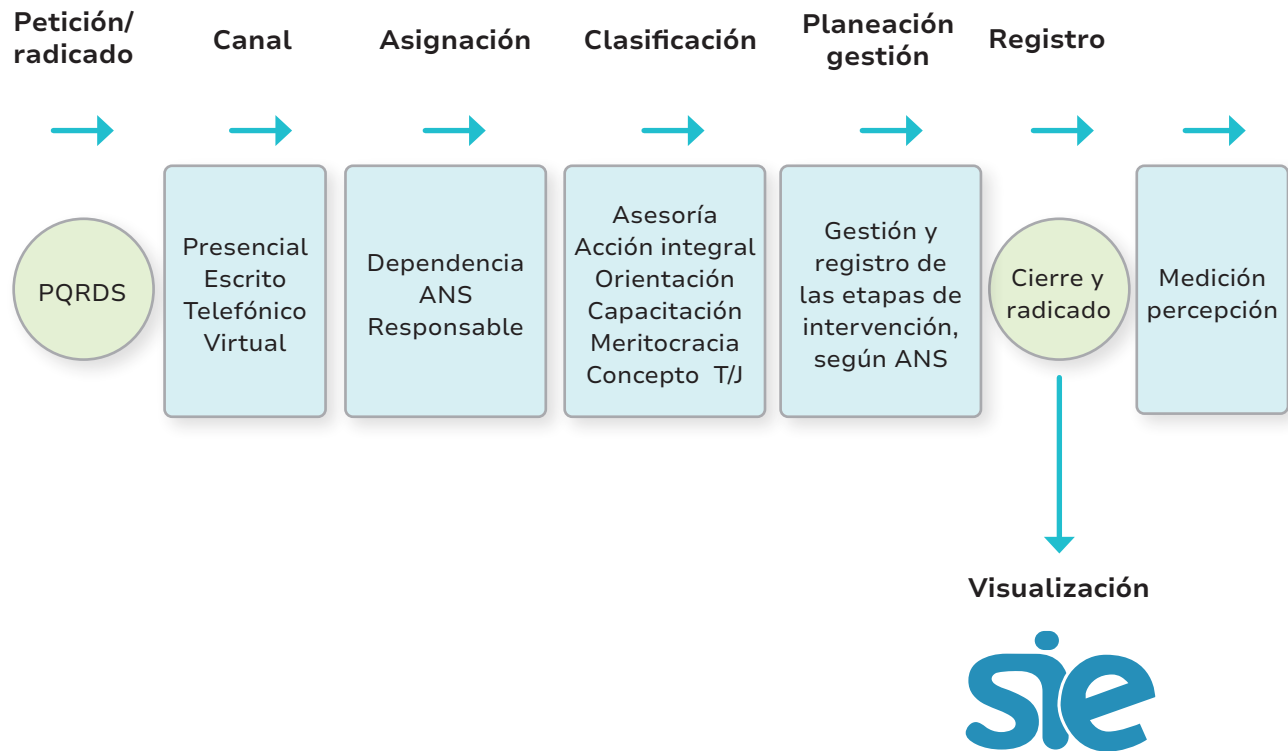 Petición/
radicado
Canal
Asignación
Clasificación
Planeación
gestión
Registro
PQRDS
Presencial
Escrito
Telefónico
Virtual
Dependencia
ANS
Responsable
Asesoría
Acción integral
Orientación
Capacitación
Meritocracia
Concepto T/J
Gestión y
registro de
las etapas de
intervención,
según ANS
Cierre y
radicado
Medición
percepción
Visualización
sie